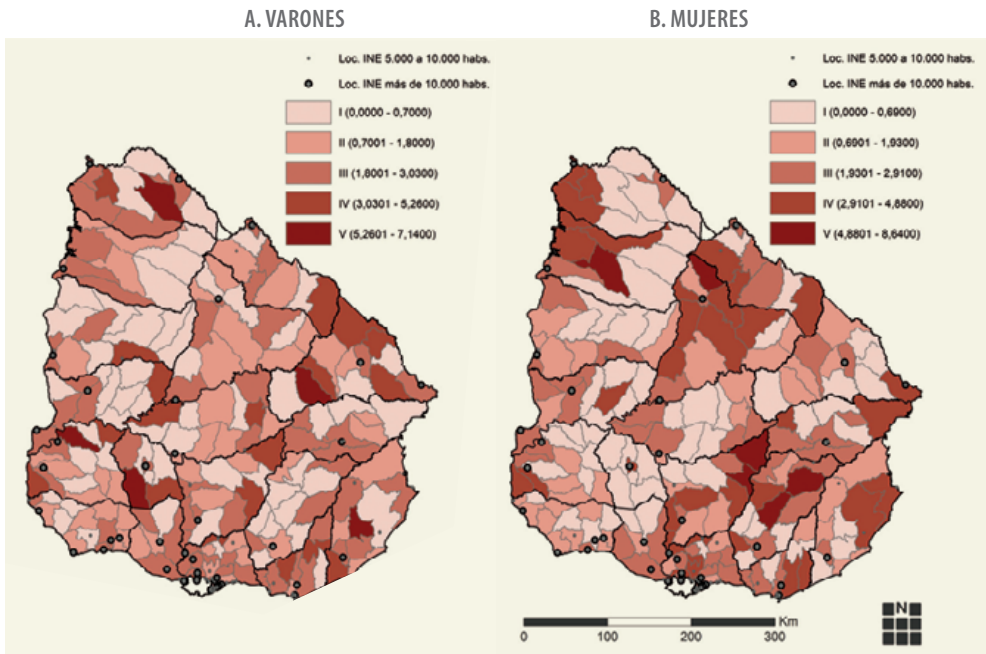 A. VARONES
Loc. INE 5.000 a 10.000 habs.
Loc. INE más de 10.000 habs.
I (0,0000 - 0,7000)
II (0,7001 - 1,8000)
III (1,8001 - 3,0300)
IV (3,0301 - 5,2600)
V (5,2601 - 7,1400)
B. MUJERES
Loc. INE 5.000 a 10.000 habs.
Loc. INE más de 10.000 habs.
I (0,0000 - 0,6900)
II (0,6901 - 1,9300)
III (1,9301 - 2,9100)
IV (2,9101 - 4,8800)
V (4,8801 - 8,6400)
Km
0 100 200 300
N